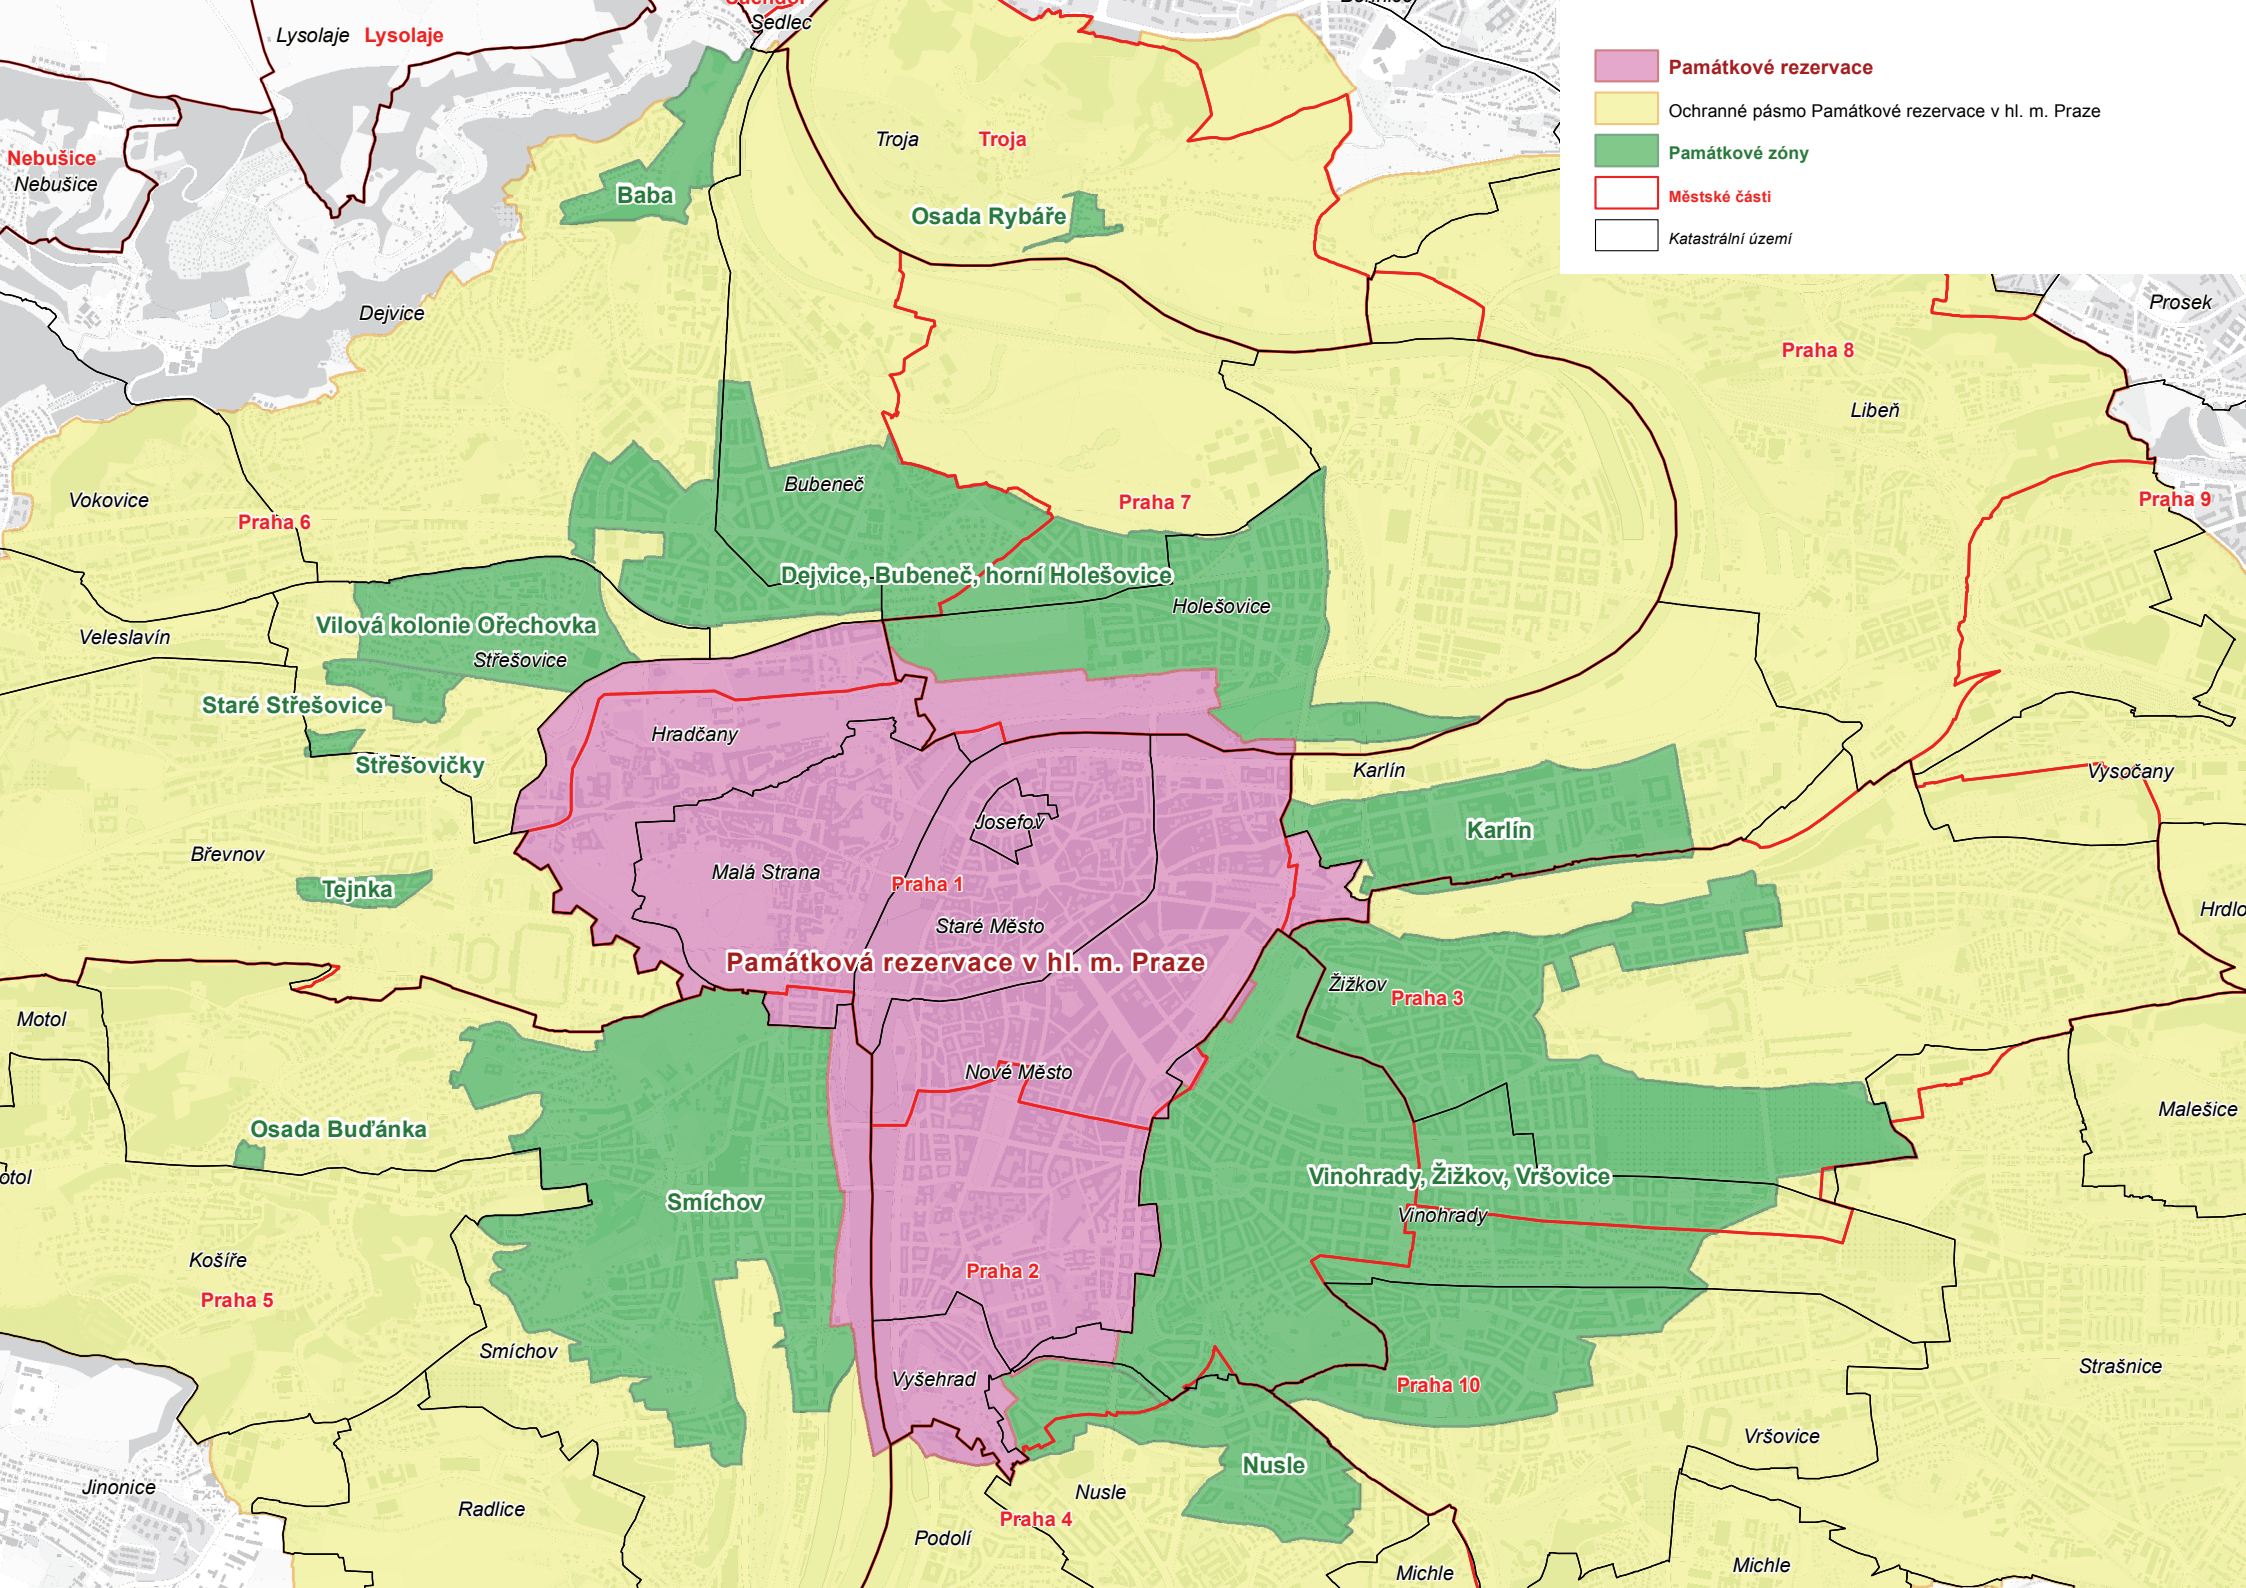 Suchdol
Sedlec
Bohnice
Lysolaje Lysolaje
Památkové rezervace
Ochranné pásmo Památkové rezervace v hl. m. Praze
Památkové zóny
Městské části
Katastrální území
Nebušice
Nebušice
Troja Troja
Baba
Osada Rybáře
Dejvice
Prosek
Praha 8
Libeň
Bubeneč
Vokovice
Praha 6
Praha 7
Praha 9
Dejvice, Bubeneč, horní Holešovice
Holešovice
Vilová kolonie Ořechovka
Veleslavín
Střešovice
Staré Střešovice
Hradčany
Střešovičky
Karlín
Vysočany
Josefov
Karlín
Břevnov
Malá Strana
Praha 1
Tejnka
Staré Město
Hrdlo
Památková rezervace v hl. m. Praze
Žižkov
Praha 3
Motol
Nové Město
Malešice
Osada Buďánka
otol
Vinohrady, Žižkov, Vršovice
Smíchov
Vinohrady
Košíře
Praha 2
Praha 5
Smíchov
Vyšehrad
Praha 10
Strašnice
Vršovice
Nusle
Jinonice
Nusle
Radlice
Praha 4
Podolí
Michle
Michle